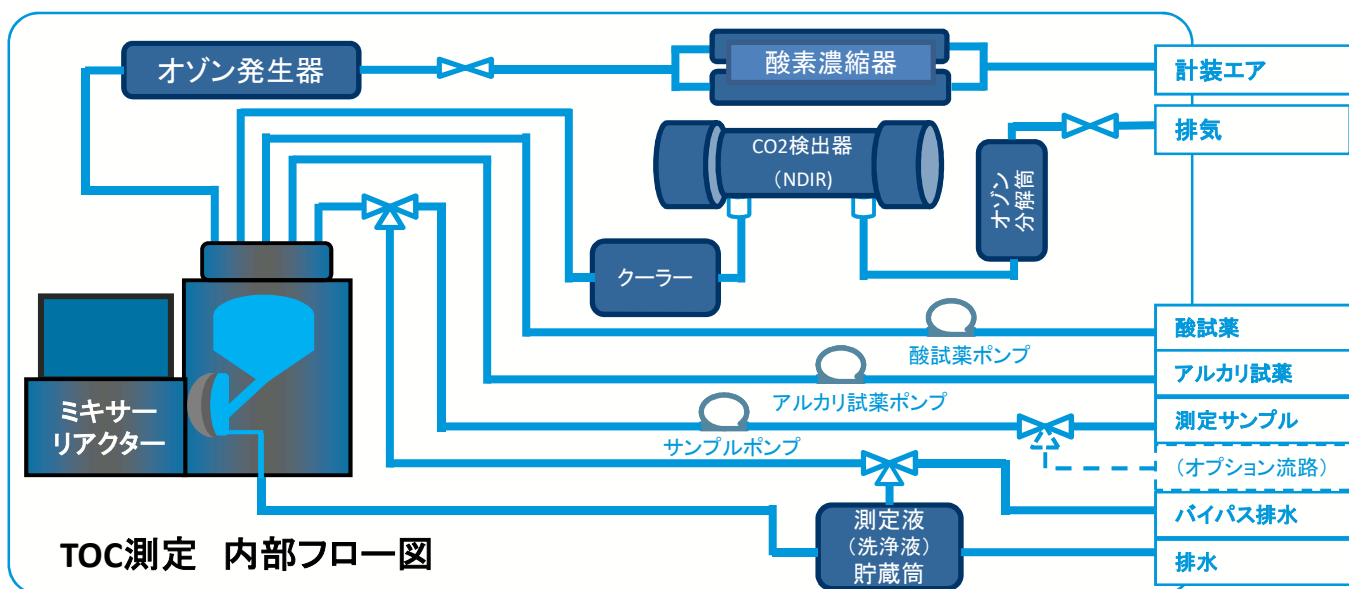 オゾン発生器
酸素濃縮器
計装エア
排気
CO2検出器
（NDIR)
オゾン
分解筒
クーラー
酸試薬
酸試薬ポンプ
アルカリ試薬
アルカリ試薬ポンプ
測定サンプル
サンプルポンプ
（オプション流路）
ミキサー
リアクター
バイパス排水
測定液
（洗浄液）
貯蔵筒
排水
TOC測定 内部フロー図